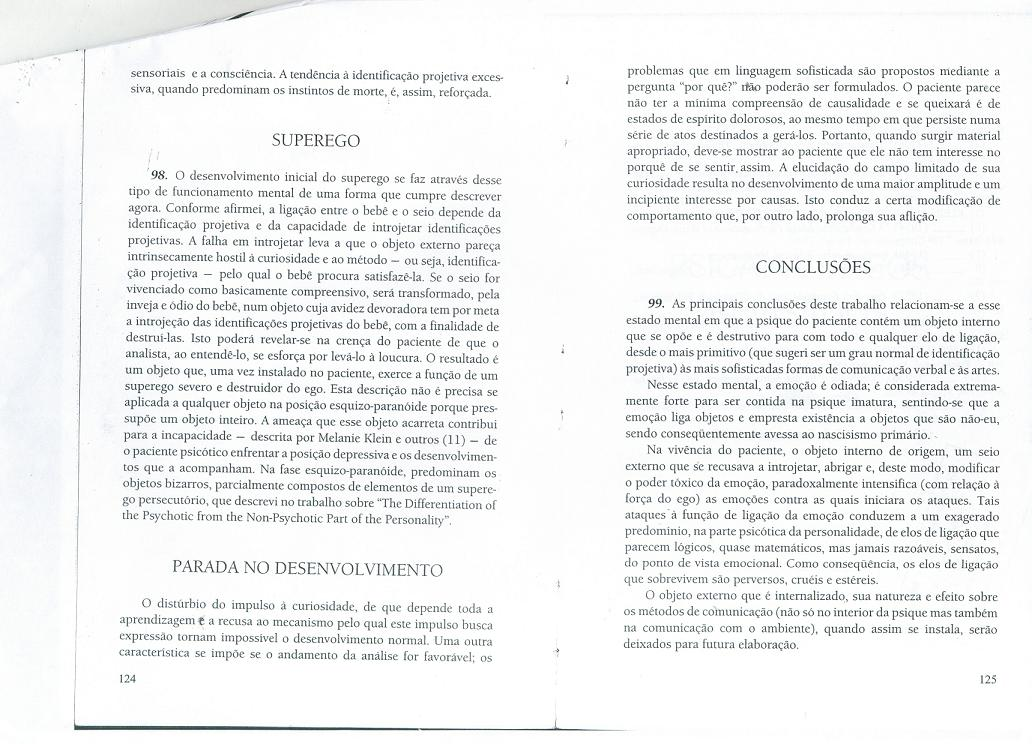 sensoriais e a consciência. A tendência à identificação projetiva exces-
siva, quando predominam os instintos de morte, é, assim, reforçada.
SUPEREGO
98. O desenvolvimento inicial do superego se faz através desse
tipo de funcionamento mental de uma forma que cumpre descrever
agora. Conforme afirmei, a ligação entre o bebê e o seio depende da
identificação projetiva e da capacidade de introjetar identificações
projetivas. A falha em introjetar leva a que o objeto externo pareça
intrinsecamente hostil à curiosidade e ao método — ou seja, identifica-
ção projetiva — pelo qual o bebê procura satisfazê-la. Se o seio for
vivenciado como basicamente compreensivo, será transformado, pela
inveja e ódio do bebê, num objeto cuja avidez devoradora tem por meta
a introjeção das identificações projetivas do bebê, com a finalidade de
destruí-las. Isto poderá revelar-se na crença do paciente de que o
analista, ao entendê-lo, se esforça por levá-lo à loucura. O resultado é
um objeto que, uma vez instalado no paciente, exerce a função de um
superego severo e destruidor do ego. Esta descrição não é precisa se
aplicada a qualquer objeto na posição esquizo-paranóide porque pres-
supõe um objeto inteiro. A ameaça que esse objeto acarreta contribui
para a incapacidade — descrita por Melanie Klein e outros (11) — de
o paciente psicótico enfrentar a posição depressiva e os desenvolvimen-
tos que a acompanham. Na fase esquizo-paranóide, predominam os
objetos bizarros, parcialmente compostos de elementos de um supere-
go persecutório, que descrevi no trabalho sobre “The Differentiation of
the Psychotic from the Non-Psychotic Part of the Personality”.
PARADA NO DESENVOLVIMENTO
O distúrbio do impulso à curiosidade, de que depende toda a
aprendizagem e a recusa ao mecanismo pelo qual este impulso busca
expressão tornam impossível o desenvolvimento normal. Uma outra
característica se impõe se o andamento da análise for favorável; os
124
problemas que em linguagem sofisticada são propostos mediante a
pergunta “por quê?” não poderão ser formulados. O paciente parece
não ter a mínima compreensão de causalidade e se queixará é de
estados de espírito dolorosos, ao mesmo tempo em que persiste numa
série de atos destinados a gerá-los. Portanto, quando surgir material
apropriado, deve-se mostrar ao paciente que ele não tem interesse no
porquê de se sentir assim. A elucidação do campo limitado de sua
curiosidade resulta no desenvolvimento de uma maior amplitude e um
incipiente interesse por causas. Isto conduz a certa modificação de
comportamento que, por outro lado, prolonga sua aflição.
CONCLUSÕES
99. As principais conclusões deste trabalho relacionam-se a esse
estado mental em que a psique do paciente contém um objeto interno
que se opõe e é destrutivo para com todo e qualquer elo de ligação,
desde o mais primitivo (que sugeri ser um grau normal de identificação
projetiva) às mais sofisticadas formas de comunicação verbal e às artes.
Nesse estado mental, a emoção é odiada; é considerada extrema-
mente forte para ser contida na psique imatura, sentindo-se que a
emoção liga objetos e empresta existência a objetos que são não-eu,
sendo conseqüentemente avessa ao nascisismo primário.
Na vivência do paciente, o objeto interno de origem, um seio
externo que se recusava a introjetar, abrigar e, deste modo, modificar
o poder tóxico da emoção, paradoxalmente intensifica (com relação à
força do ego) as emoções contra as quais iniciara os ataques. Tais
ataques à função de ligação da emoção conduzem a um exagerado
predomínio, na parte psicótica da personalidade, de elos de ligação que
parecem lógicos, quase matemáticos, mas jamais razoáveis, sensatos,
do ponto de vista emocional. Como conseqüência, os elos de ligação
que sobrevivem são perversos, cruéis e estéreis.
O objeto externo que é internalizado, sua natureza e efeito sobre
os métodos de comunicação (não só no interior da psique mas também
na comunicação com o ambiente), quando assim se instala, serão
deixados para futura elaboração.
125